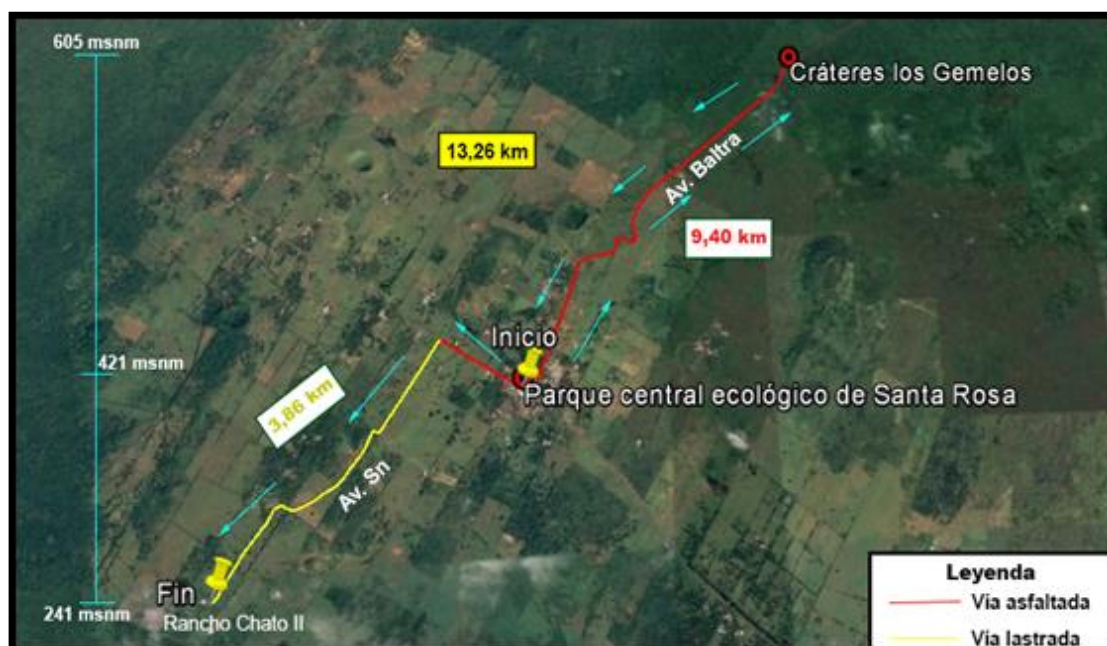 605 msnm
Cráteres los Gemelos
13,26 km
Av. Baltra
9,40 km
Inicio
421 msnm
Parque central ecológico de Santa Rosa
3,86 km
Av. Sn
Fin
241 msnm
Rancho Chato II
Leyenda
Vía asfaltada
Vía lastrada